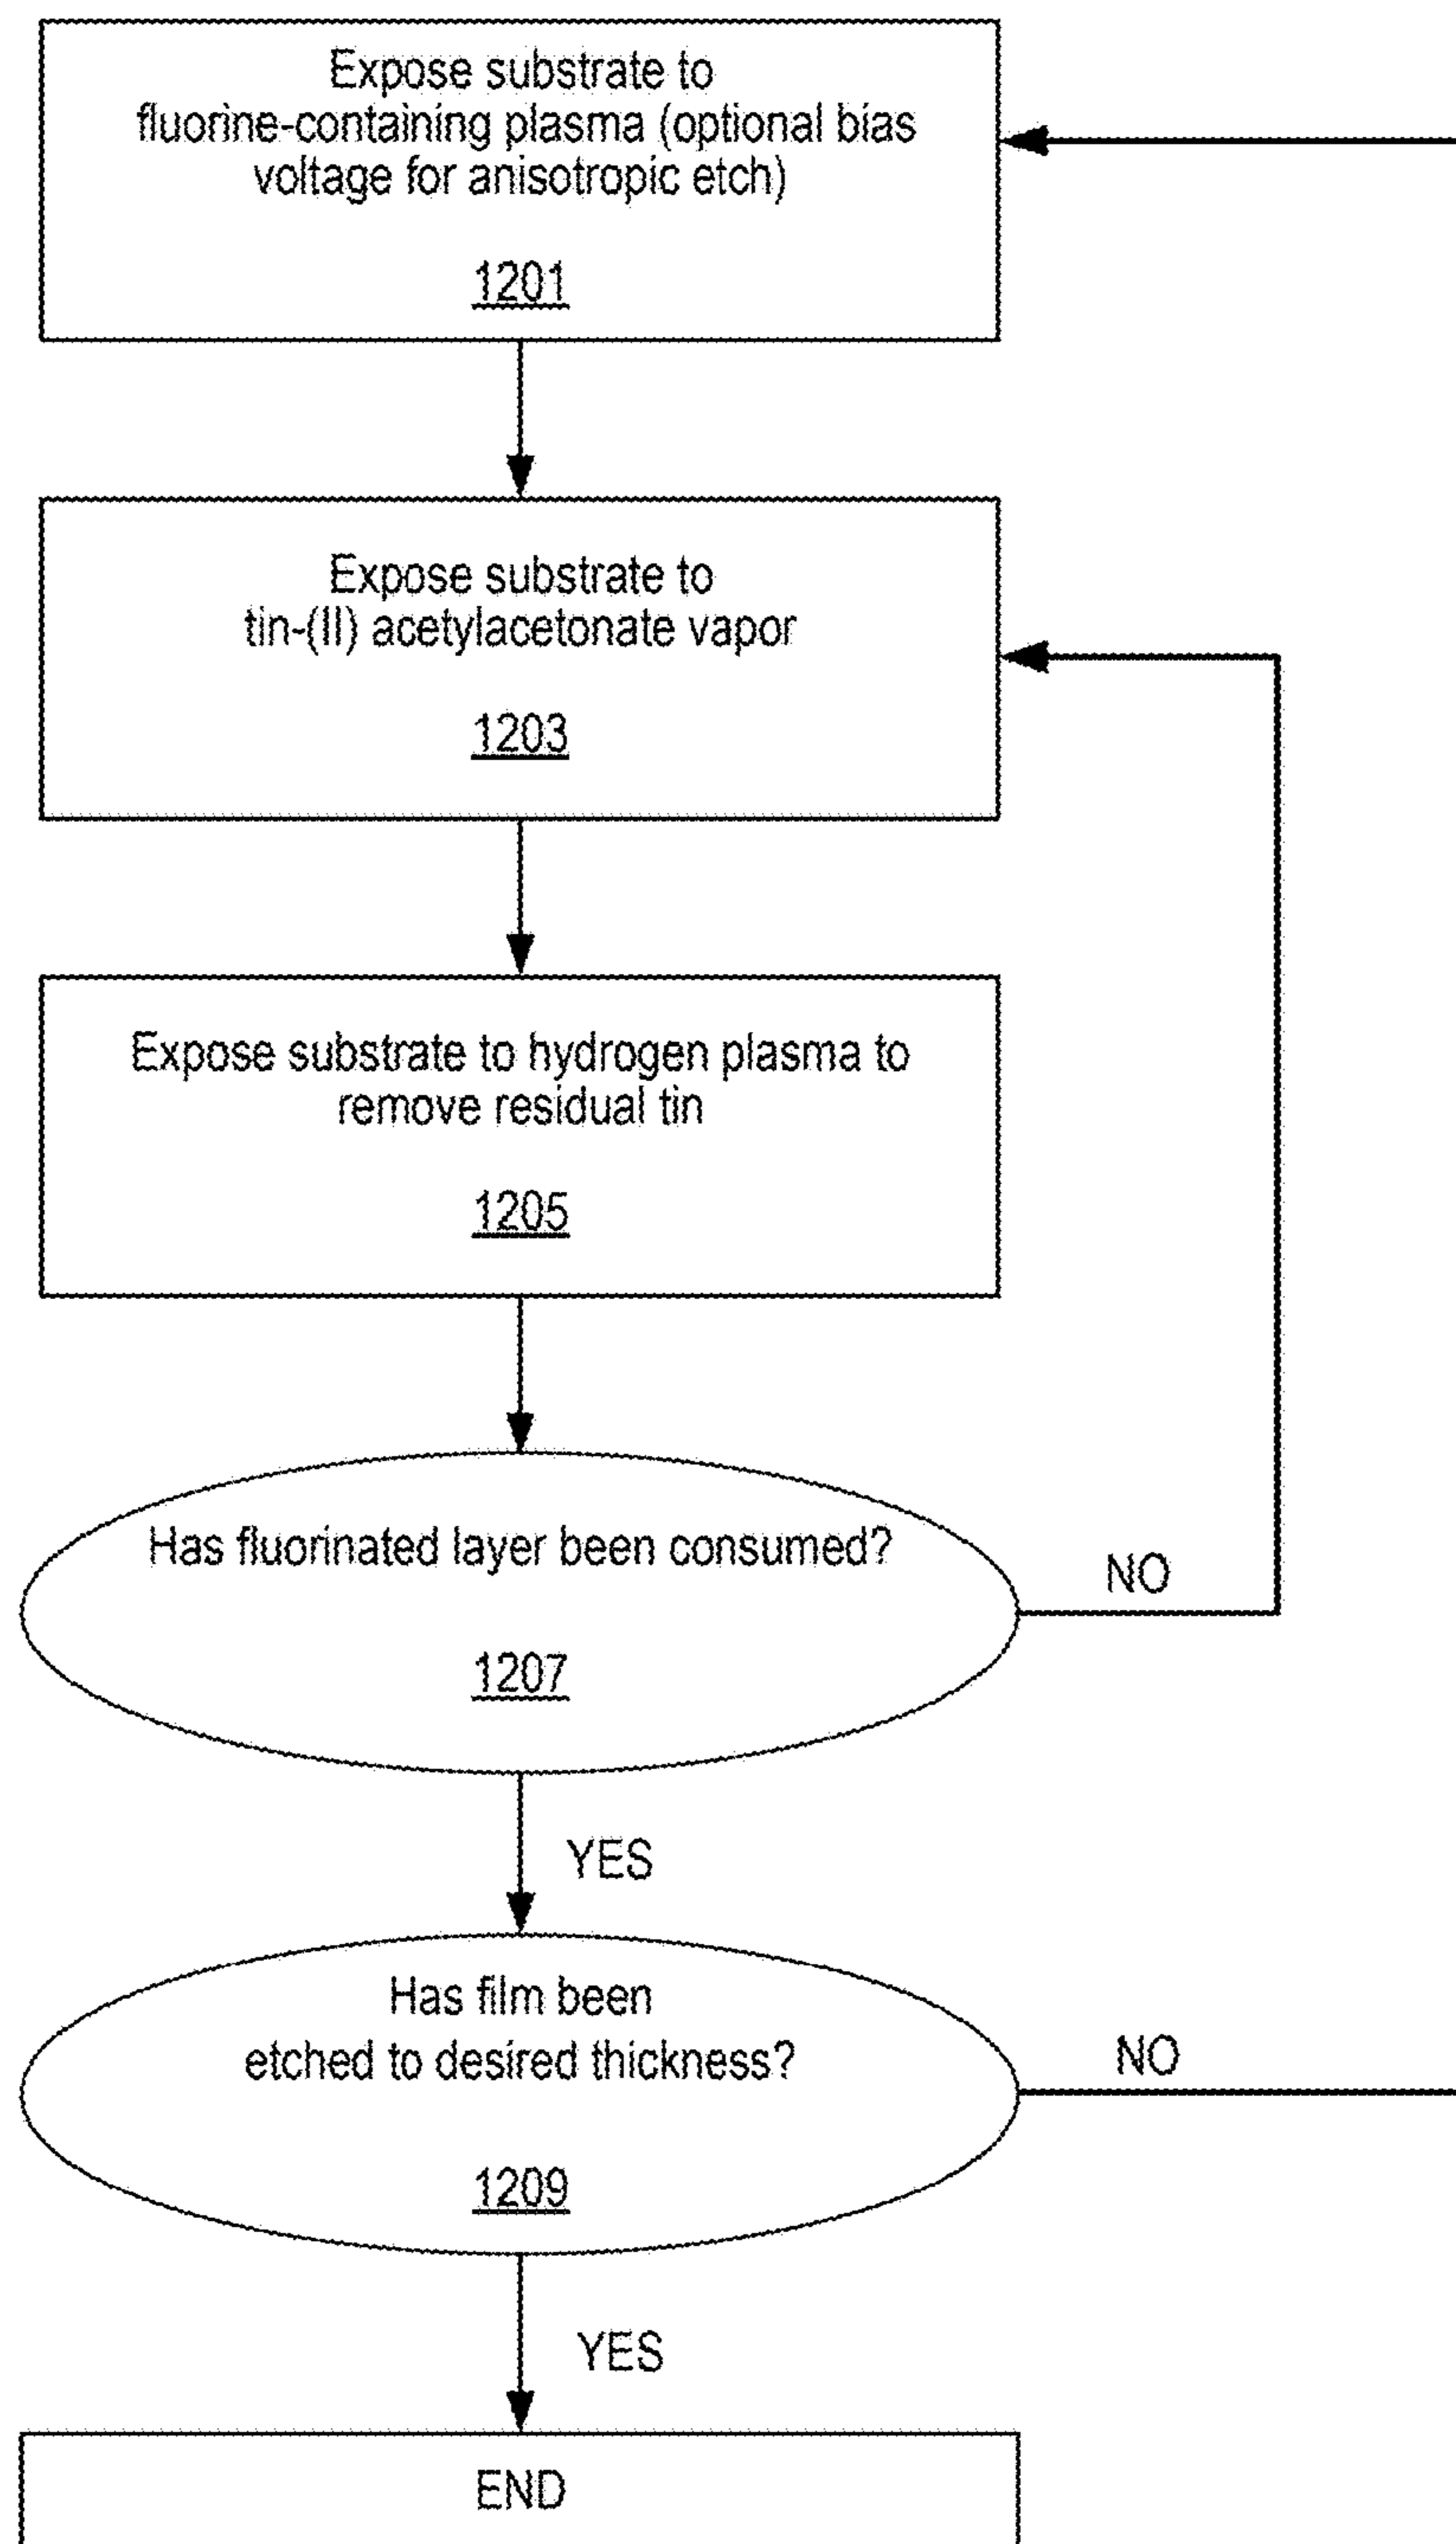 Expose substrate to
fluorine-containing plasma (optional bias
voltage for anisotropic etch)
1201
Expose substrate to
tin-(II) acetylacetonate vapor
1203
Expose substrate to hydrogen plasma to
remove residual tin
1205
Has fluorinated layer been consumed?
NO
1207
YES
Has film been
etched to desired thickness?
NO
1209
YES
END